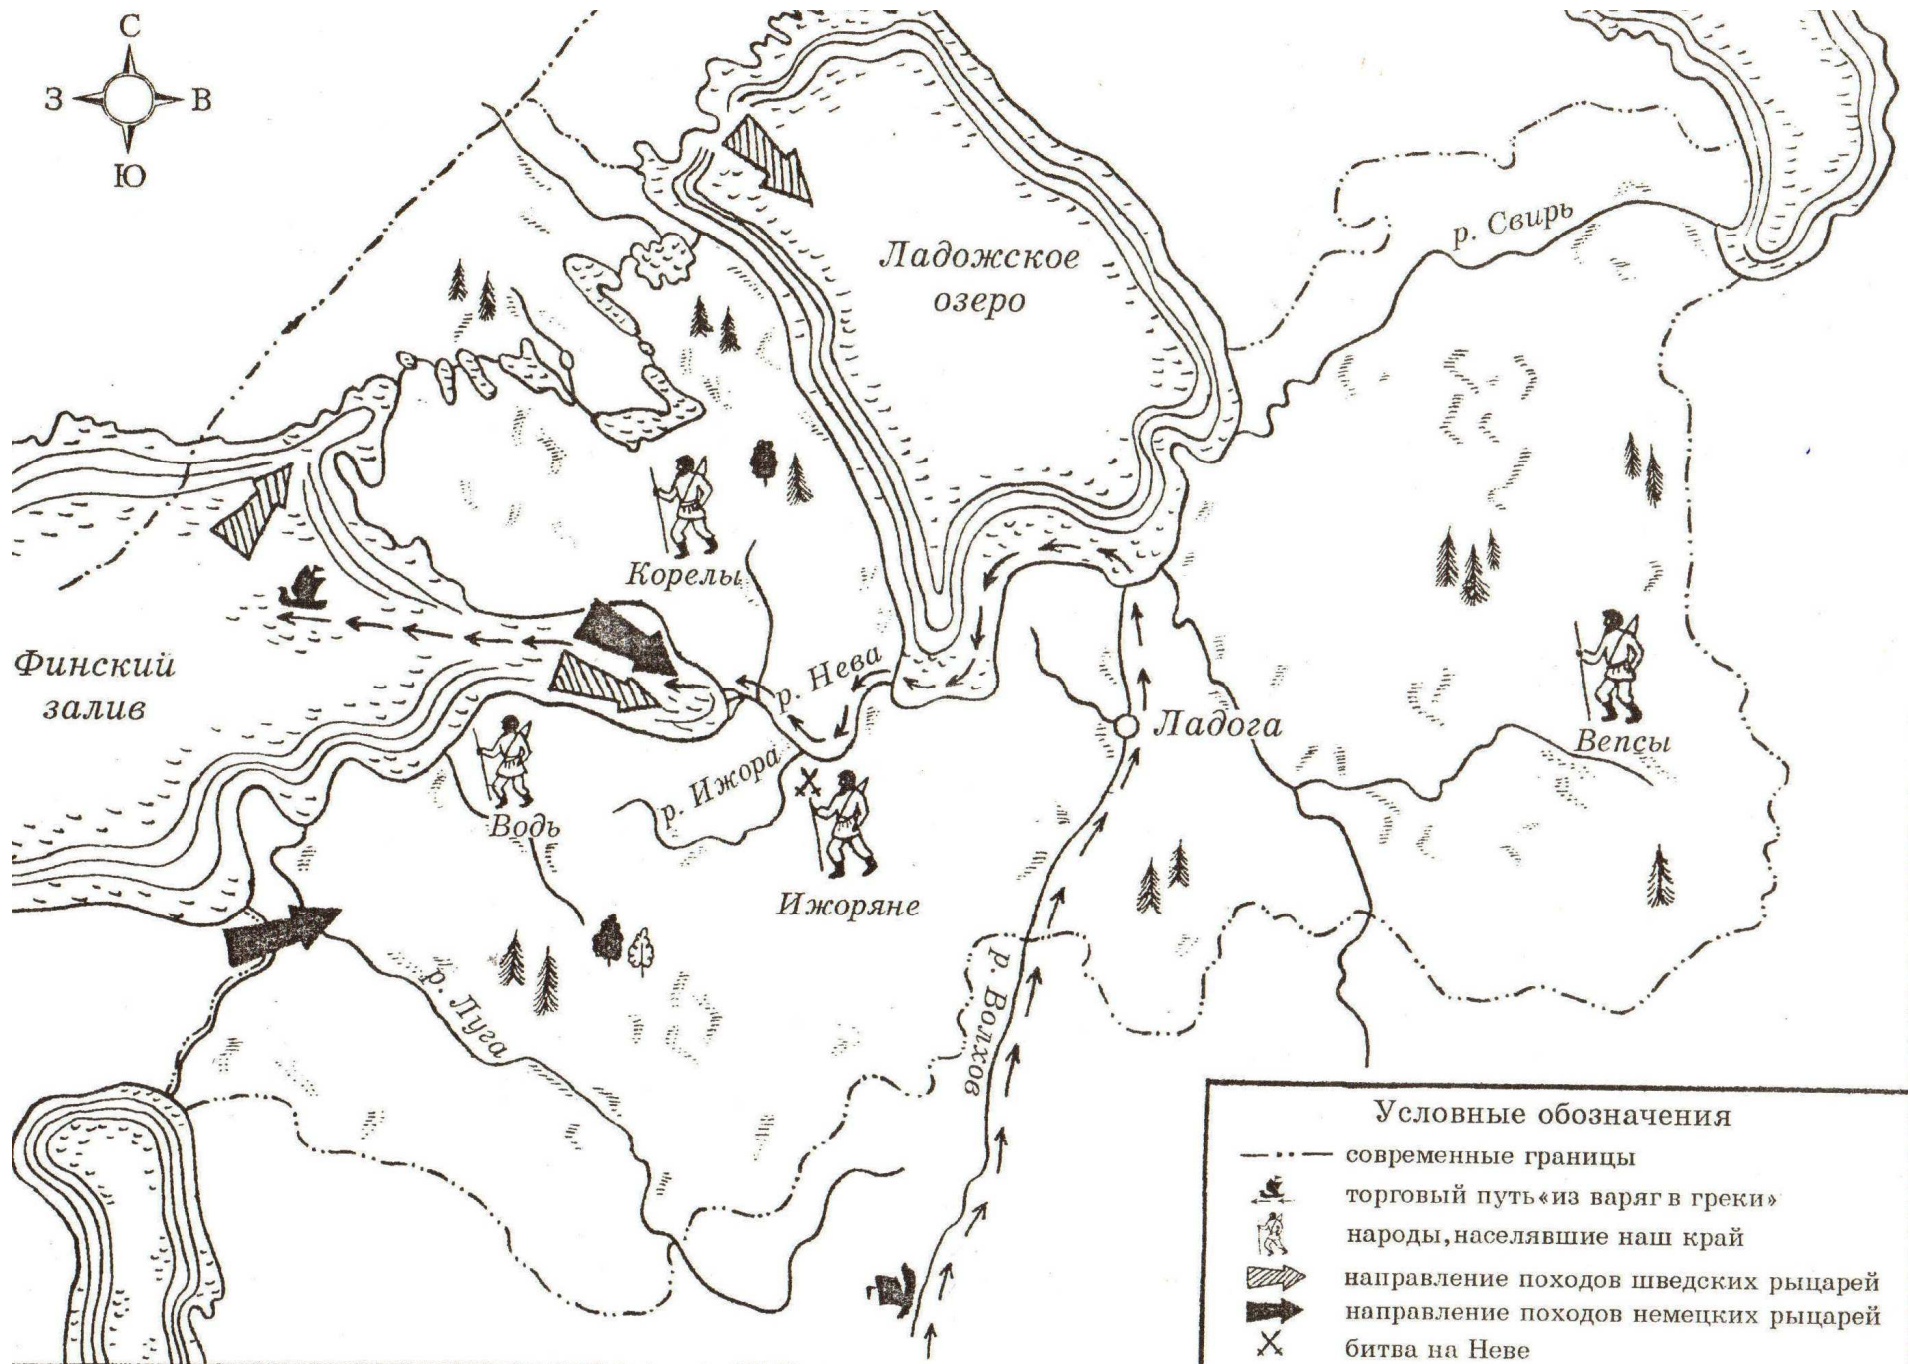 С
З
В
Ю
Ладожское
озеро
р. Свирь
Корелы
Финский
залив
р. Нева
Ладога
Вепсы
Водь
р. Ижора
Ижоряне
р. Луга
р. Волхов
Условные обозначения
современные границы
торговый путь «из варяг в греки»
народы, населявшие наш край
направление походов шведских рыцарей
направление походов немецких рыцарей
битва на Неве